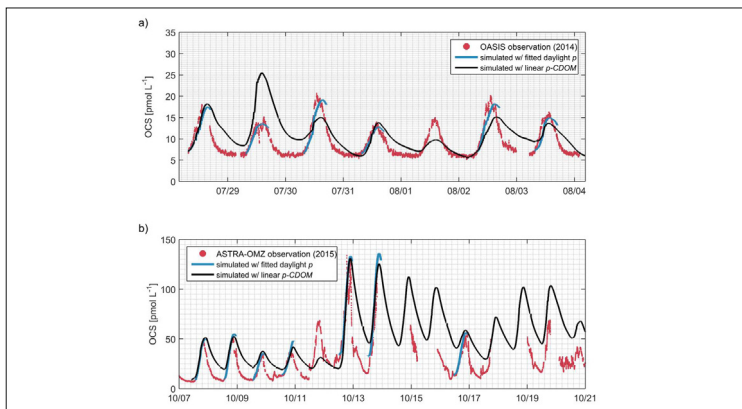 a)
35
30
25
20
15
10
5
0
OCS [pmol L⁻¹]
OASIS observation (2014)
simulated w/ fitted daylight p
simulated w/ linear p-CDOM
07/29 07/30 07/31 08/01 08/02 08/03 08/04
b)
150
100
50
0
OCS [pmol L⁻¹]
ASTRA-OMZ observation (2015)
simulated w/ fitted daylight p
simulated w/ linear p-CDOM
10/07 10/09 10/11 10/13 10/14 10/15 10/17 10/19 10/21